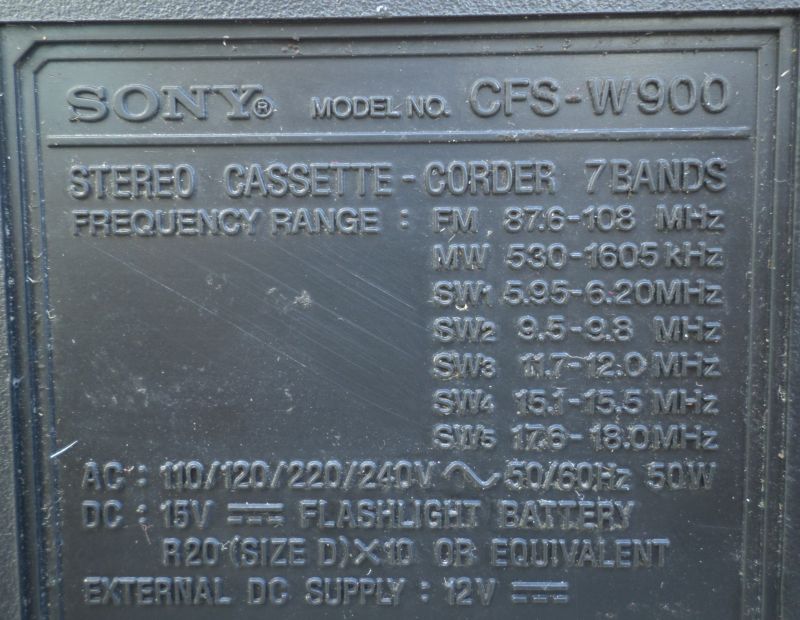 SONY® MODEL NO. CFS-W900
STEREO CASSETTE-CORDER 7BANDS
FREQUENCY RANGE : FM 87.6-108 MHz
MW 530-1605 kHz
SW1 5.95-6.20MHz
SW2 9.5-9.8 MHz
SW3 11.7-12.0 MHz
SW4 15.1-15.5 MHz
SW5 17.6-18.0MHz
AC : 110/120/220/240V ∿ 50/60Hz 50W
DC : 15V ⎓ FLASHLIGHT BATTERY
R20 (SIZE D)×10 OR EQUIVALENT
EXTERNAL DC SUPPLY : 12V ⎓